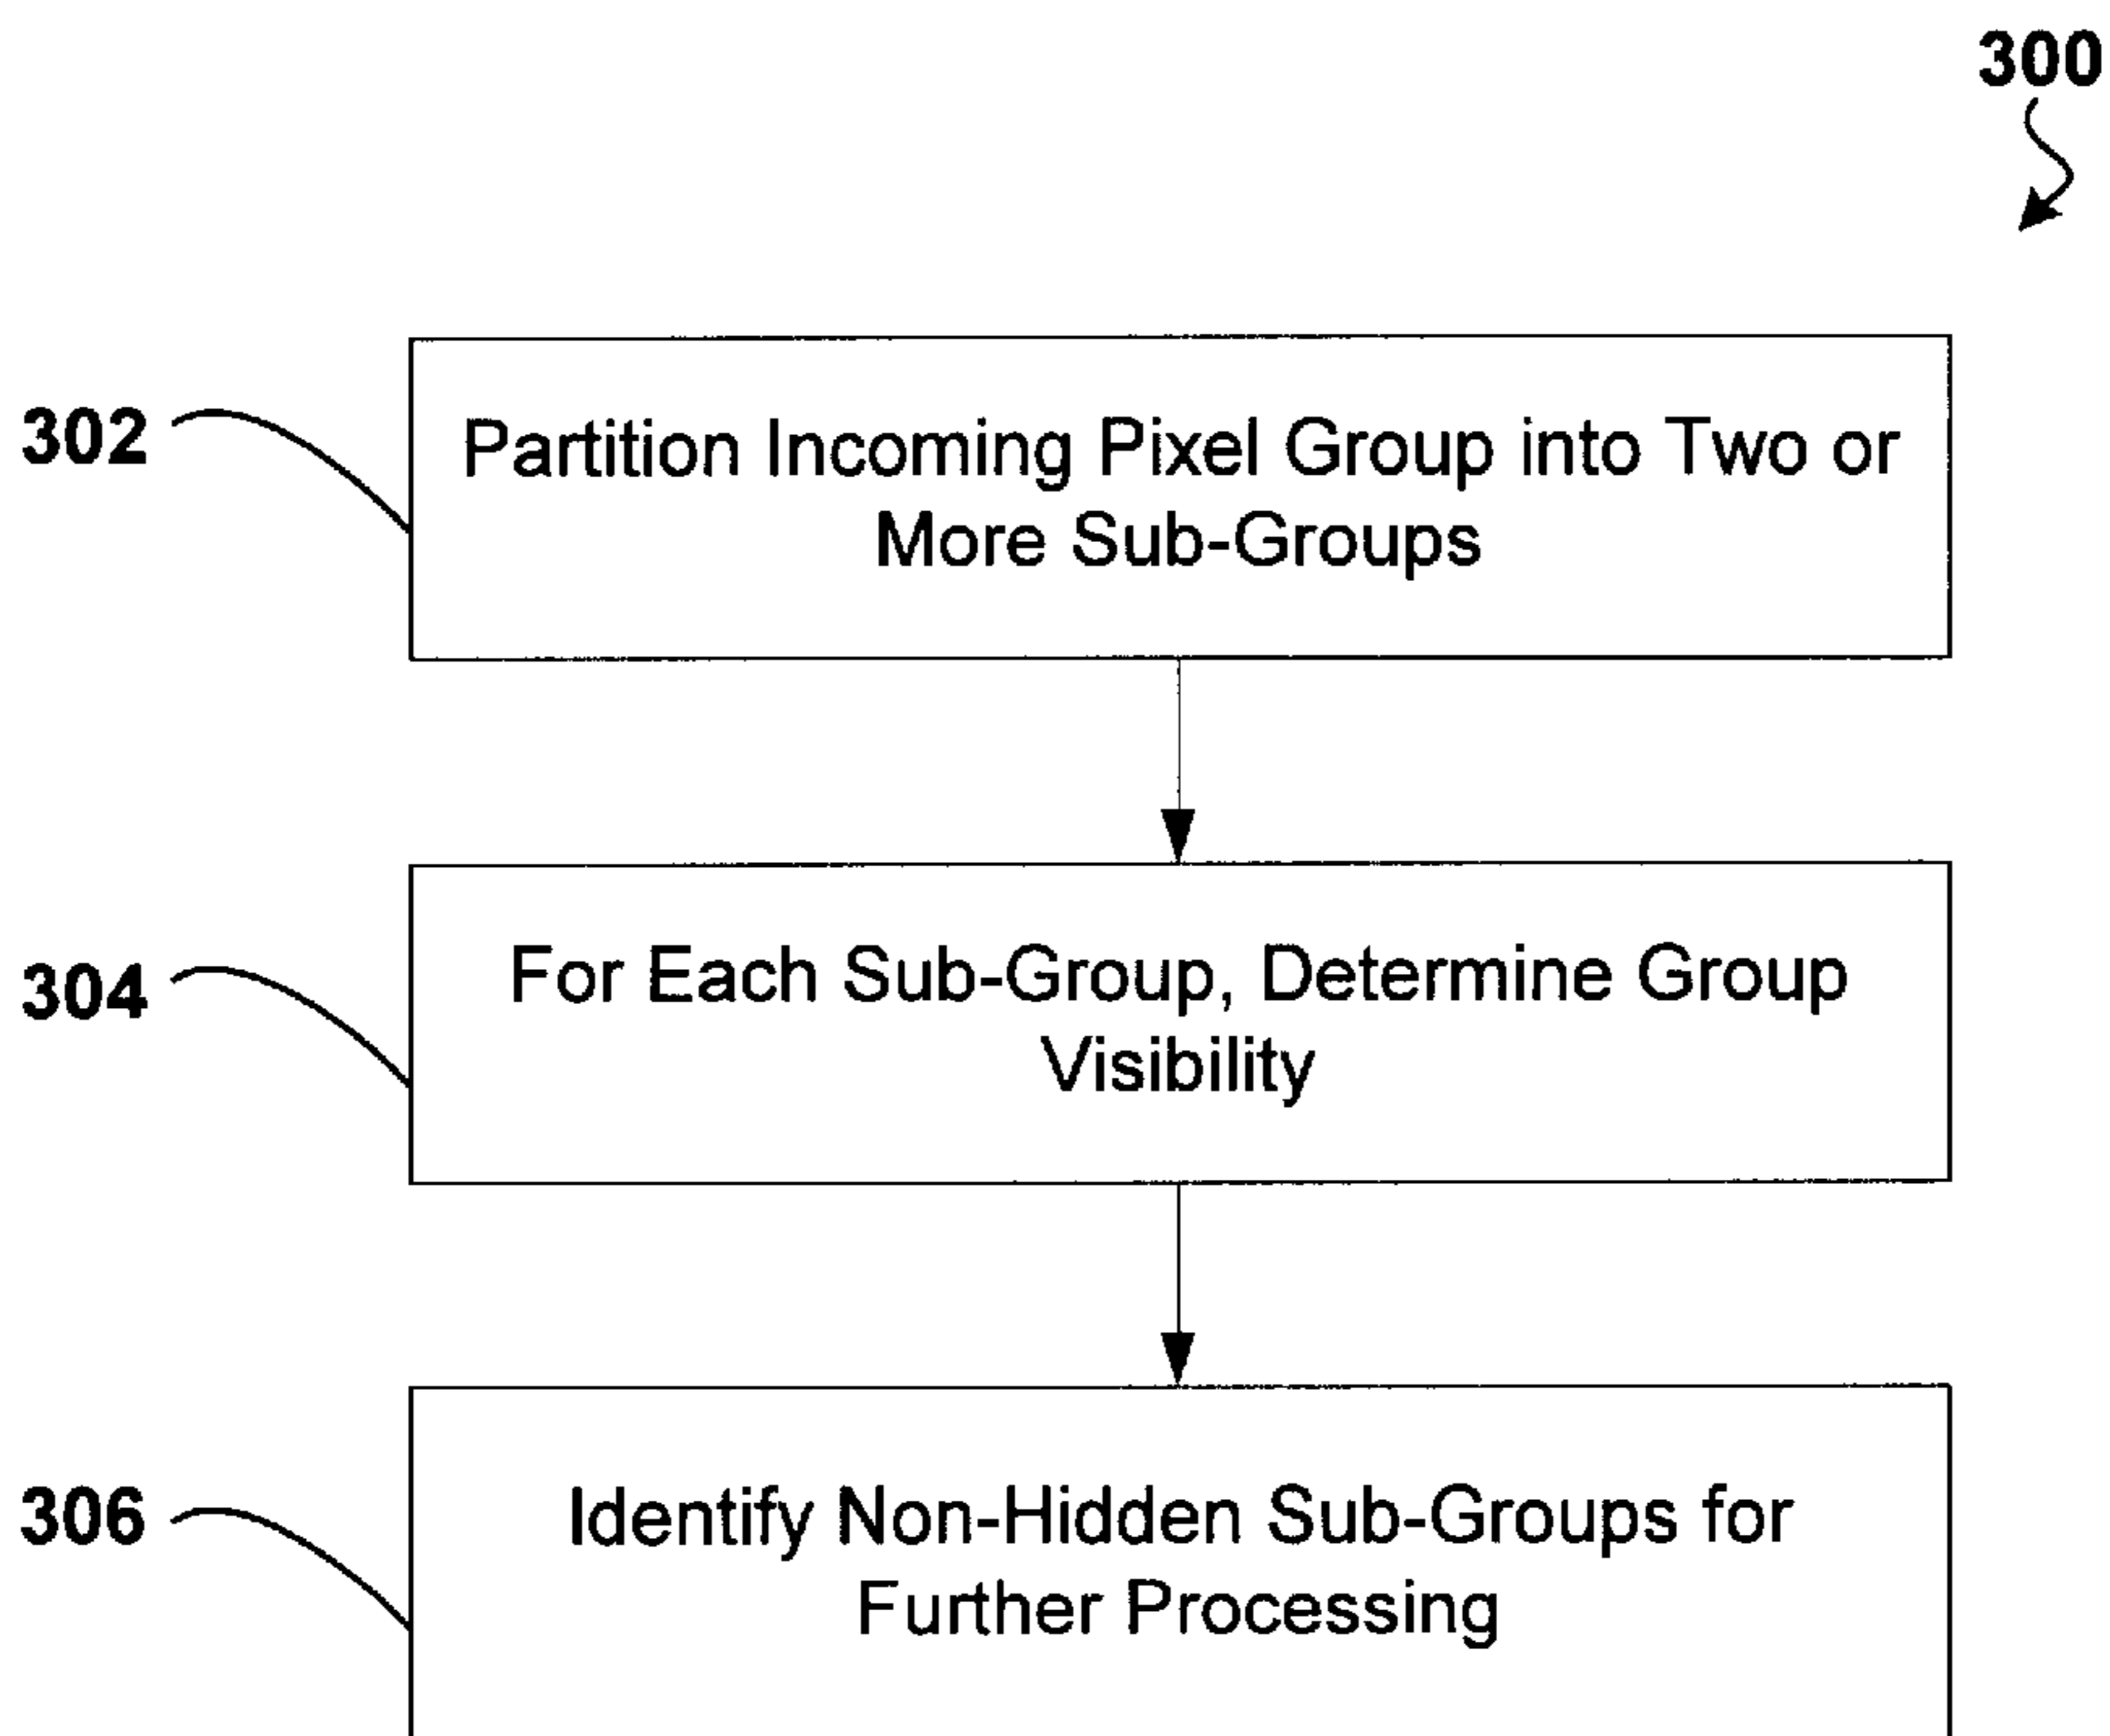 300
302
Partition Incoming Pixel Group into Two or
More Sub-Groups
304
For Each Sub-Group, Determine Group
Visibility
306
Identify Non-Hidden Sub-Groups for
Further Processing